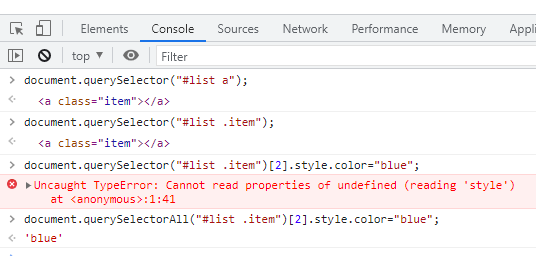 Elements Console Sources Network Performance Memory Applica
top Filter
document.querySelector("#list a");
<a class="item"></a>
document.querySelector("#list .item");
<a class="item"></a>
document.querySelector("#list .item")[2].style.color="blue";
Uncaught TypeError: Cannot read properties of undefined (reading 'style')
at <anonymous>:1:41
document.querySelectorAll("#list .item")[2].style.color="blue";
'blue'